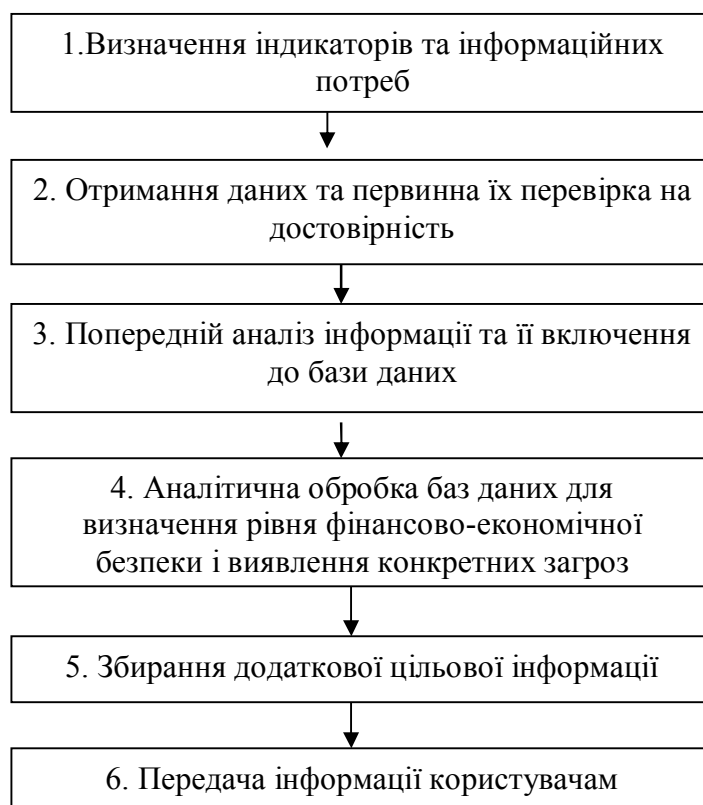 1.Визначення індикаторів та інформаційних
потреб
2. Отримання даних та первинна їх перевірка на
достовірність
3. Попередній аналіз інформації та її включення
до бази даних
4. Аналітична обробка баз даних для
визначення рівня фінансово-економічної
безпеки і виявлення конкретних загроз
5. Збирання додаткової цільової інформації
6. Передача інформації користувачам